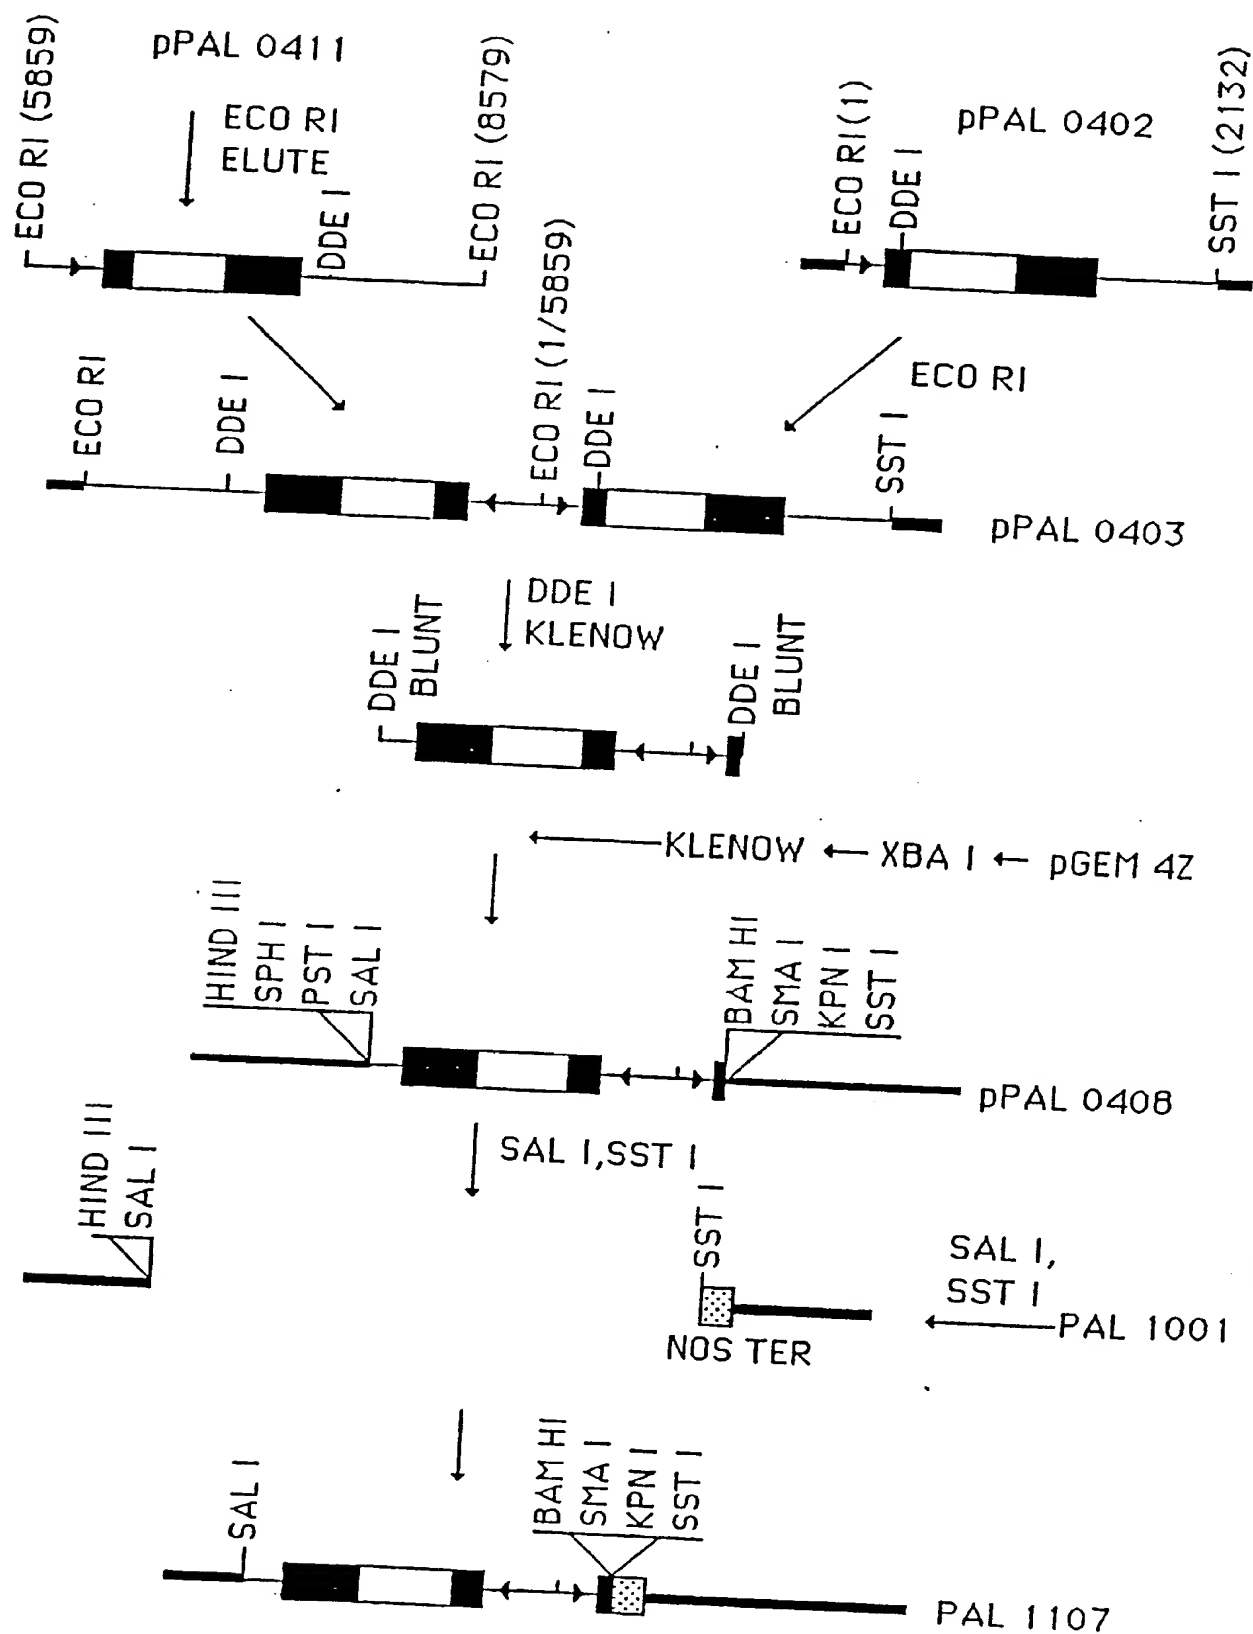 pPAL 0411
ECO RI (5859)
ECO RI
ELUTE
DDE I
ECO RI (8579)
pPAL 0402
ECO RI (1)
DDE I
SST I (2132)
ECO RI
ECO RI
DDE I
ECO RI (1/5859)
DDE I
SST I
pPAL 0403
DDE I
KLENOW
DDE I
BLUNT
DDE I
BLUNT
KLENOW
XBA I
pGEM 4Z
HIND III
SPH I
PST I
SAL I
BAM HI
SMA I
KPN I
SST I
pPAL 0408
SAL I,SST I
HIND III
SAL I
SST I
NOS TER
SAL I,
SST I
PAL 1001
SAL I
BAM HI
SMA I
KPN I
SST I
PAL 1107